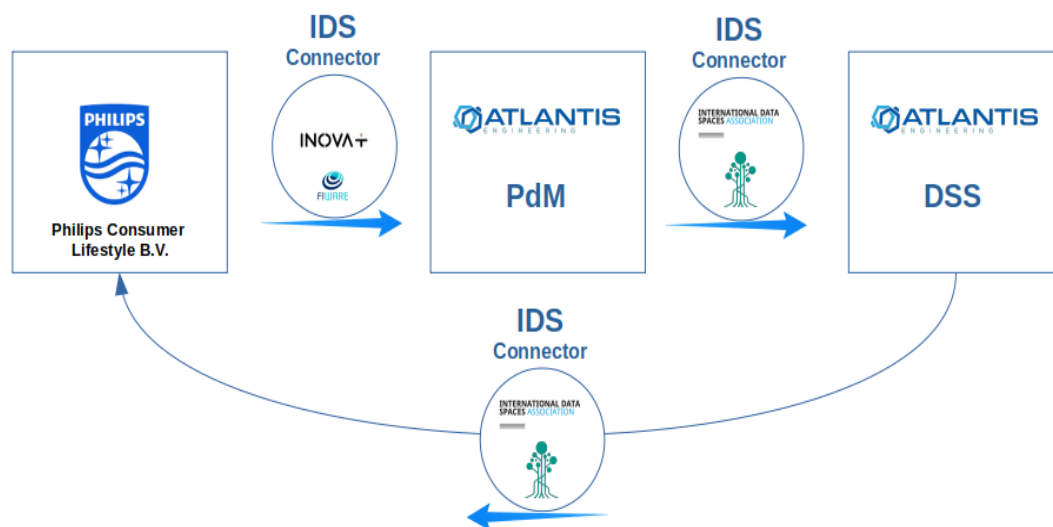 IDS
Connector
IDS
Connector
PHILIPS
Philips Consumer
Lifestyle B.V.
INOVA+
FIWARE
ATLANTIS
ENGINEERING
PdM
INTERNATIONAL DATA
SPACES ASSOCIATION
ATLANTIS
ENGINEERING
DSS
IDS
Connector
INTERNATIONAL DATA
SPACES ASSOCIATION